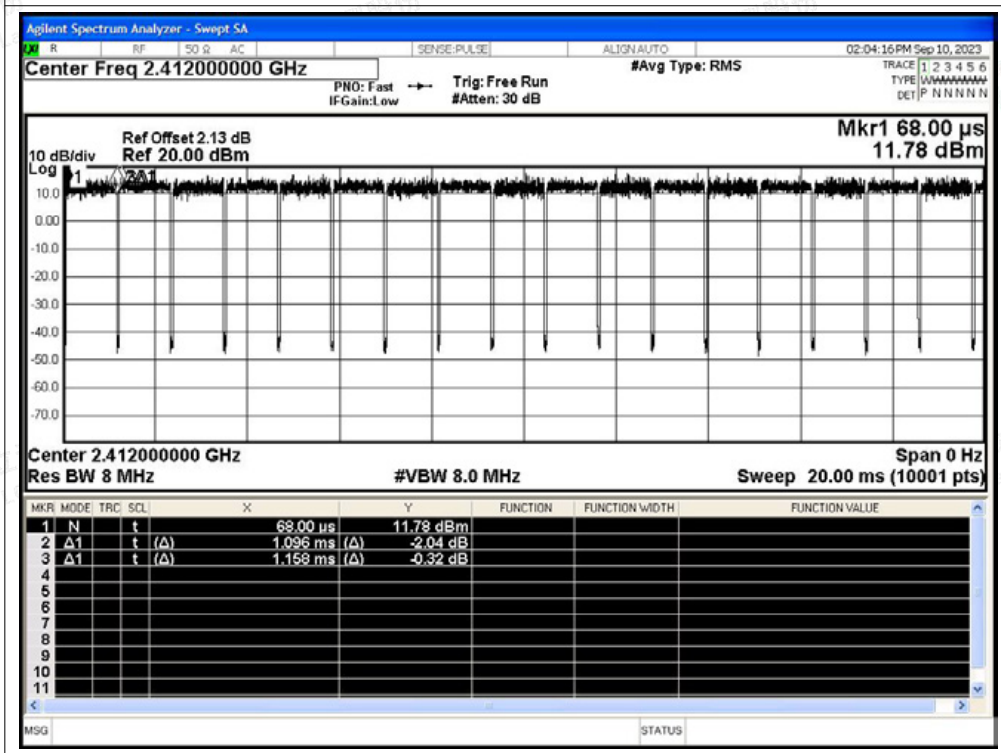 Agilent Spectrum Analyzer - Swept SA
LXI R RF 50 Ω AC SENSE:PULSE ALIGNAUTO 02:04:16PM Sep 10, 2023
Center Freq 2.412000000 GHz
PNO: Fast
IFGain:Low
Trig: Free Run
#Atten: 30 dB
#Avg Type: RMS
TRACE 1 2 3 4 5 6
TYPE W
DET P N N N N N
Ref Offset 2.13 dB
Ref 20.00 dBm
10 dB/div
Log
Mkr1 68.00 µs
11.78 dBm
1
3Δ1
10.0
0.00
-10.0
-20.0
-30.0
-40.0
-50.0
-60.0
-70.0
Center 2.412000000 GHz Span 0 Hz
Res BW 8 MHz #VBW 8.0 MHz Sweep 20.00 ms (10001 pts)
MKR MODE TRC SCL X Y FUNCTION FUNCTION WIDTH FUNCTION VALUE
1 N t 68.00 µs 11.78 dBm
2 Δ1 t (Δ) 1.096 ms (Δ) -2.04 dB
3 Δ1 t (Δ) 1.158 ms (Δ) -0.32 dB
4
5
6
7
8
9
10
11
MSG STATUS